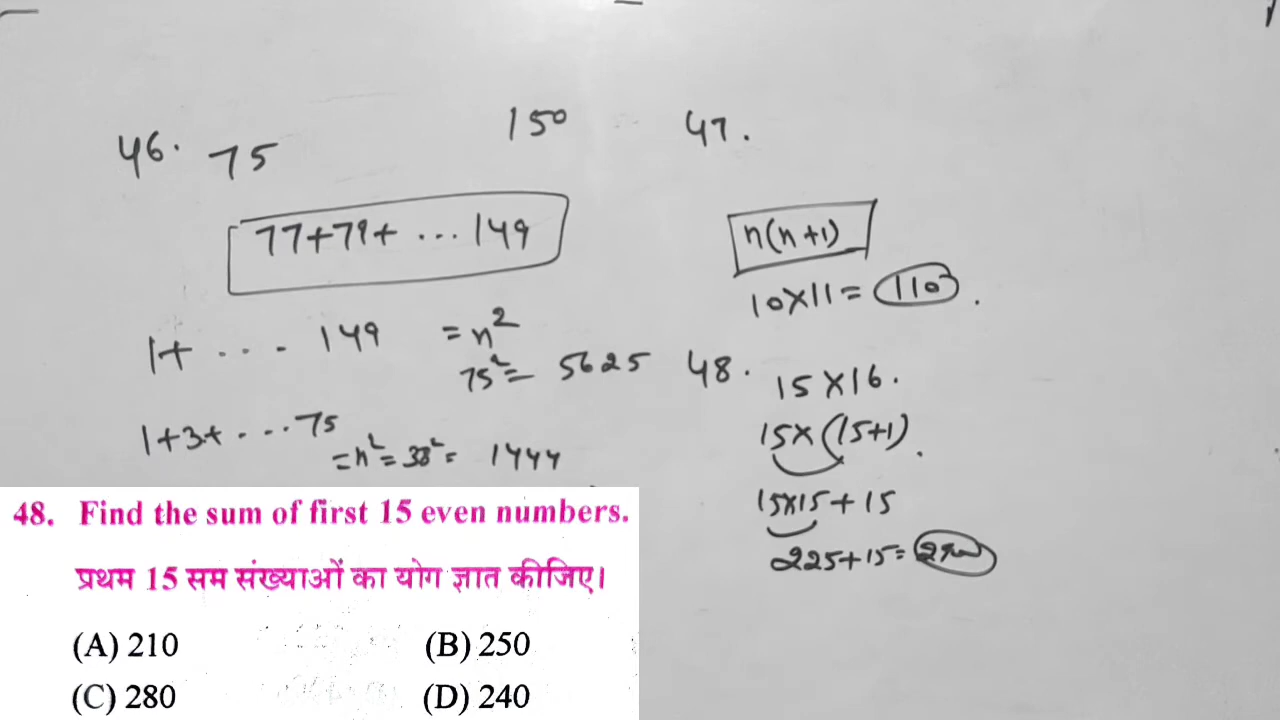 46. 75
150
77+79+ ... 149
1+ ... . 149 = n²
75² = 5625
1+3+ . ...75
= n² = 38² = 1444
47.
n(n+1)
10×11 = 110 .
48. 15×16.
15×(15+1).
15×15+15
225+15=
48. Find the sum of first 15 even numbers.
प्रथम 15 सम संख्याओं का योग ज्ञात कीजिए।
(A) 210 (B) 250
(C) 280 (D) 240